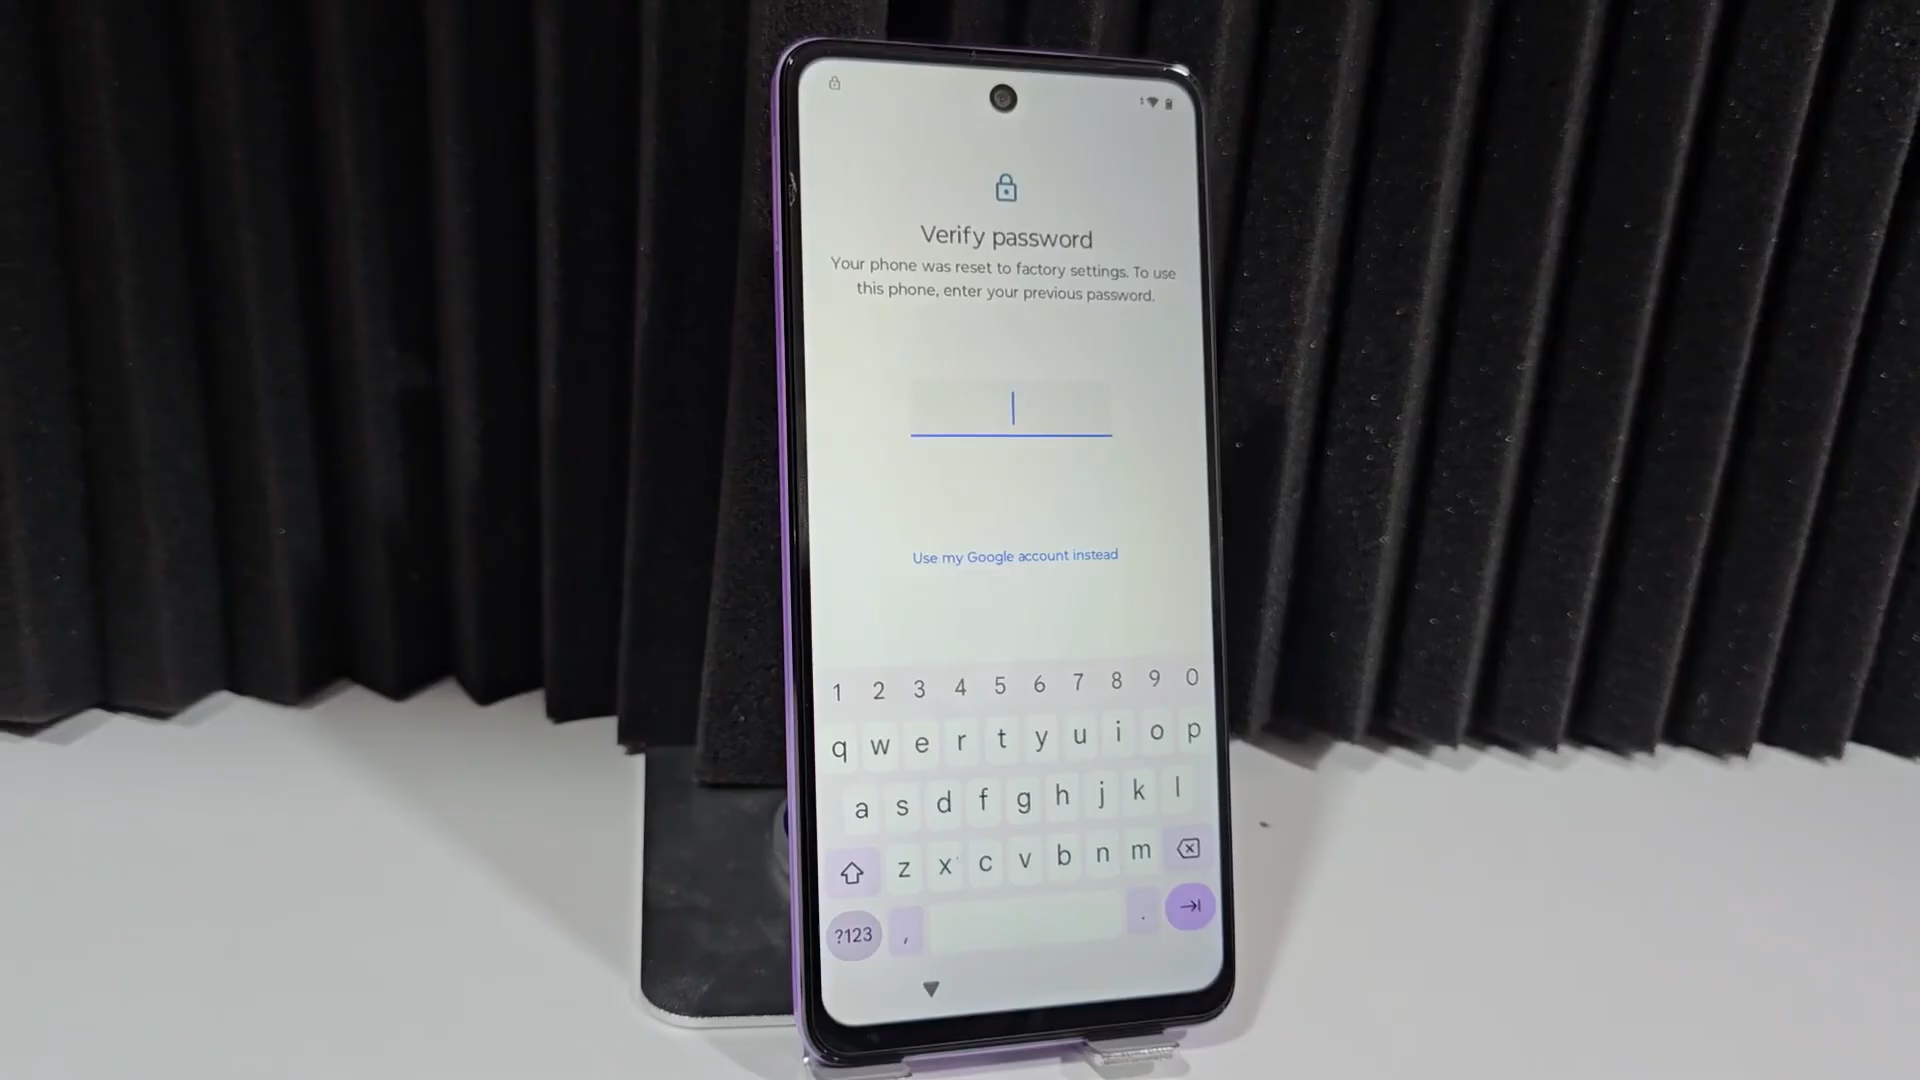 Verify password
Your phone was reset to factory settings. To use
this phone, enter your previous password.
Use my Google account instead
1 2 3 4 5 6 7 8 9 0
q w e r t y u i o p
a s d f g h j k l
z x c v b n m
?123 , .